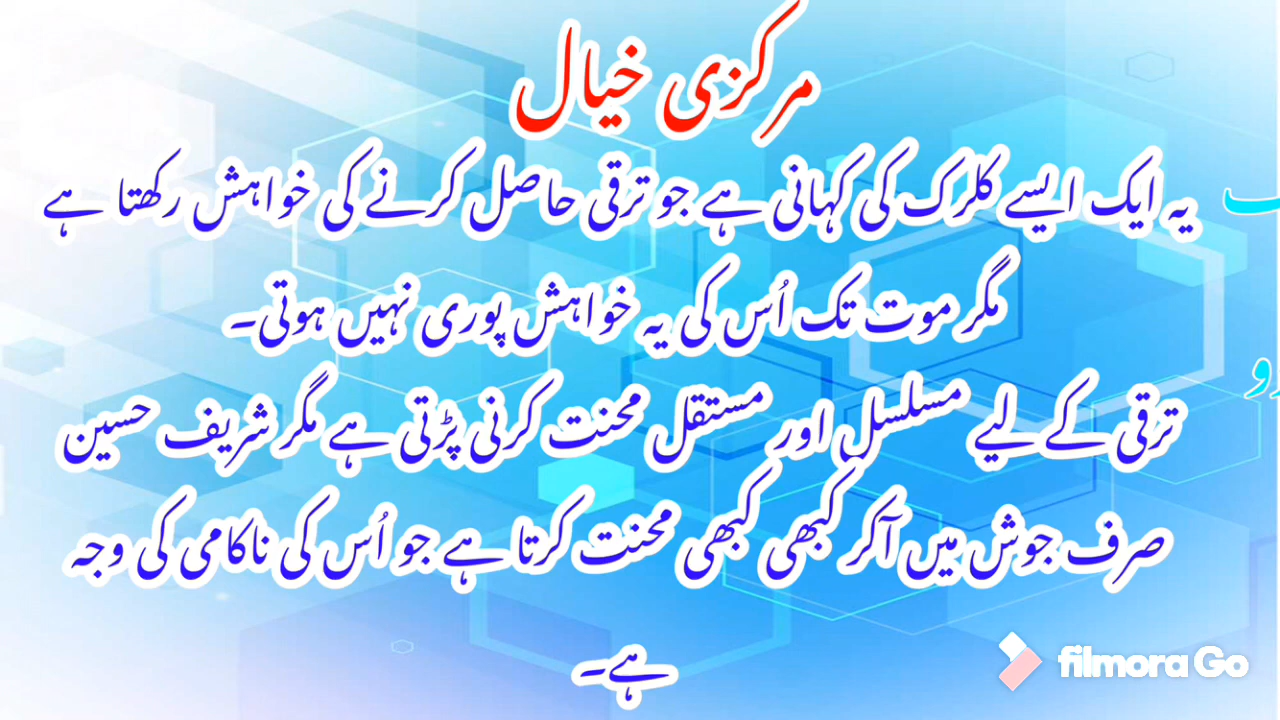 مرکزی خیال
یہ ایک ایسے کلرک کی کہانی ہے جو ترقی حاصل کرنے کی خواہش رکھتا ہے
مگر موت تک اُس کی یہ خواہش پوری نہیں ہوتی۔
ترقی کے لیے مسلسل اور مستقل محنت کرنی پڑتی ہے مگر شریف حسین
صرف جوش میں آکر کبھی کبھی محنت کرتا ہے جو اُس کی ناکامی کی وجہ
ہے۔
filmora Go